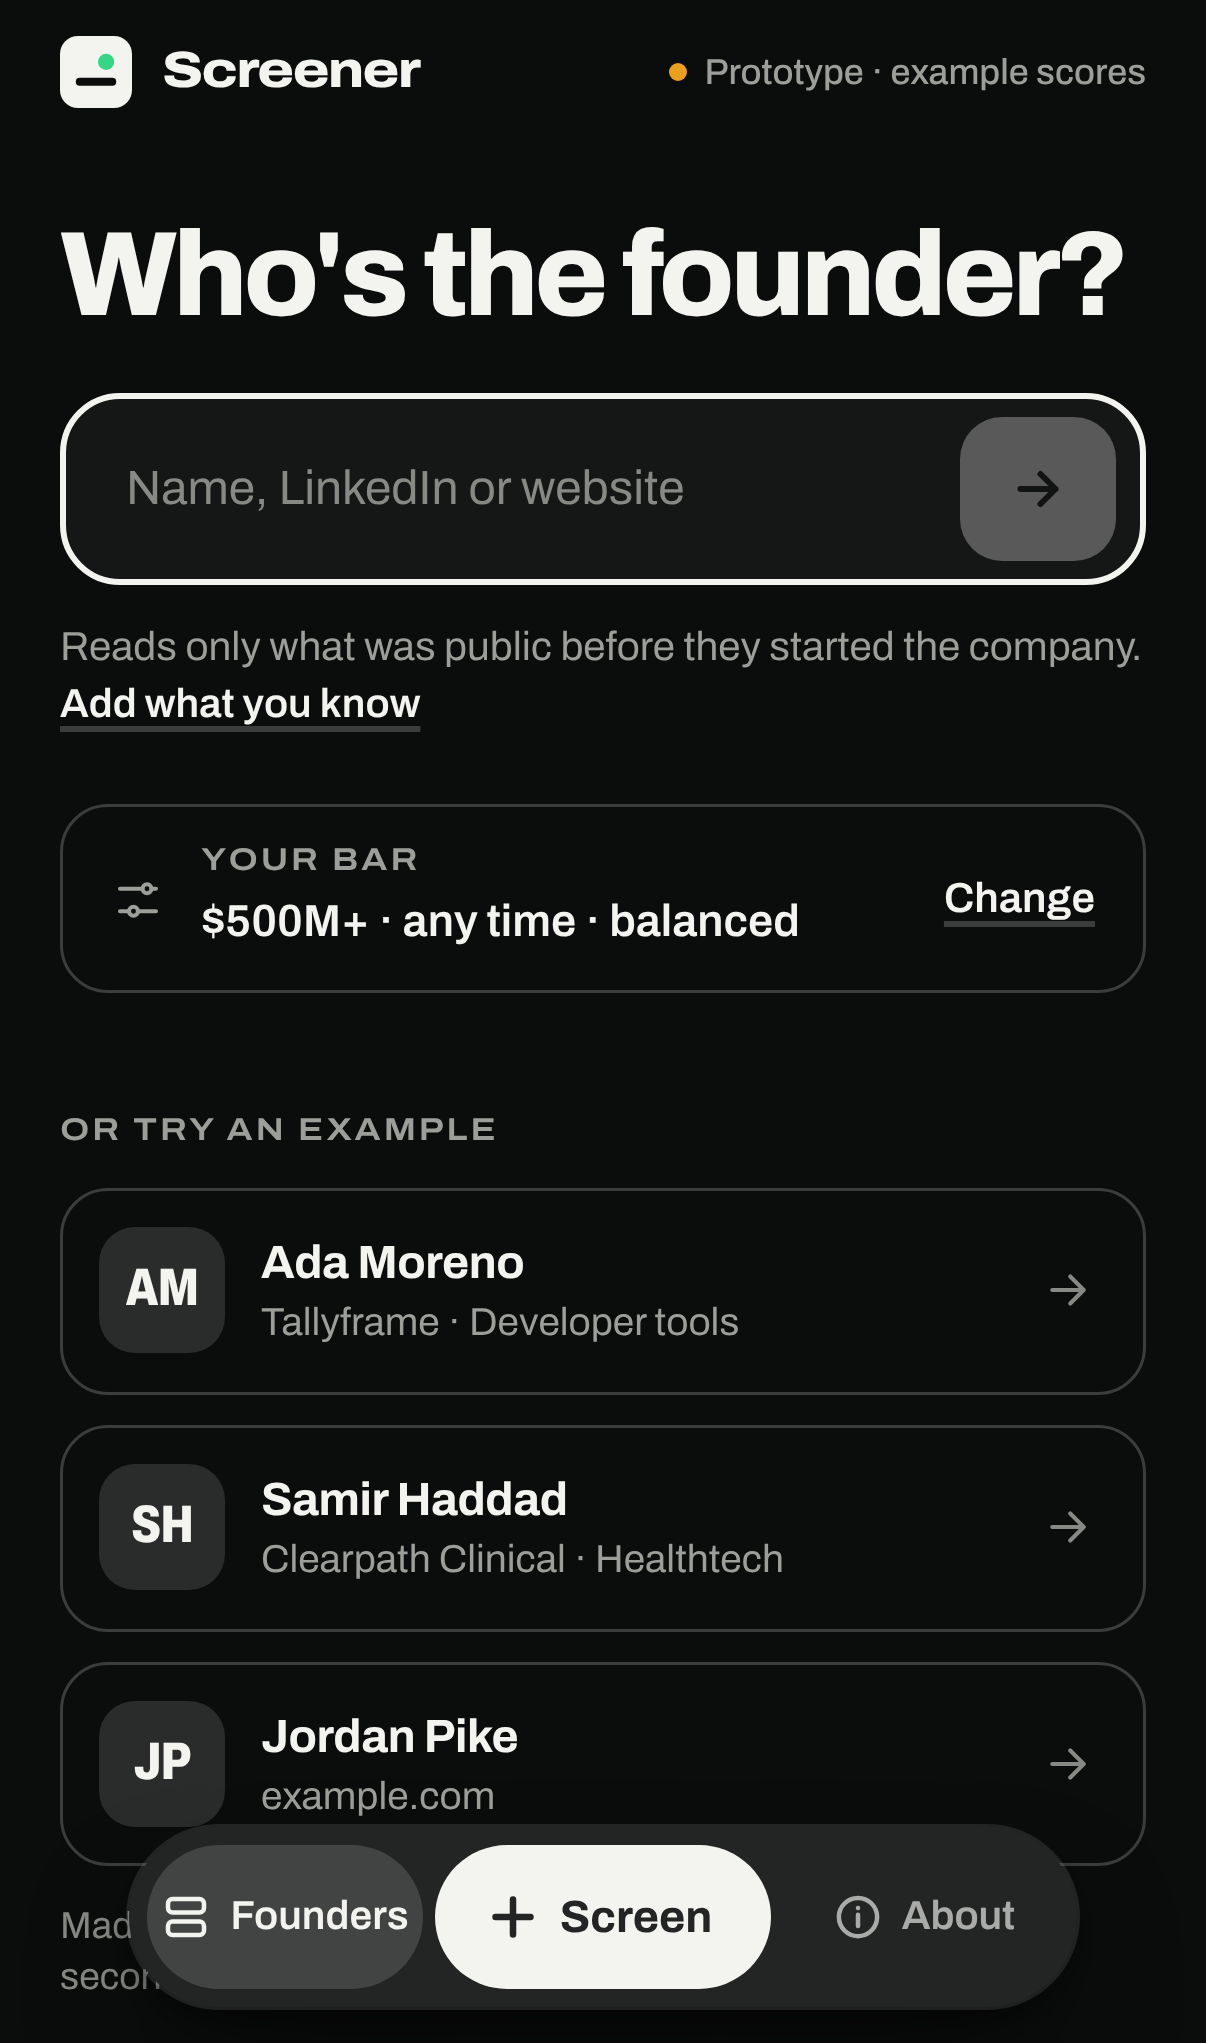 Screener
Prototype · example scores
Who's the founder?
Name, LinkedIn or website
Reads only what was public before they started the company.
Add what you know
YOUR BAR
$500M+ · any time · balanced
Change
OR TRY AN EXAMPLE
AM
Ada Moreno
Tallyframe · Developer tools
SH
Samir Haddad
Clearpath Clinical · Healthtech
JP
Jordan Pike
example.com
Founders
Screen
About